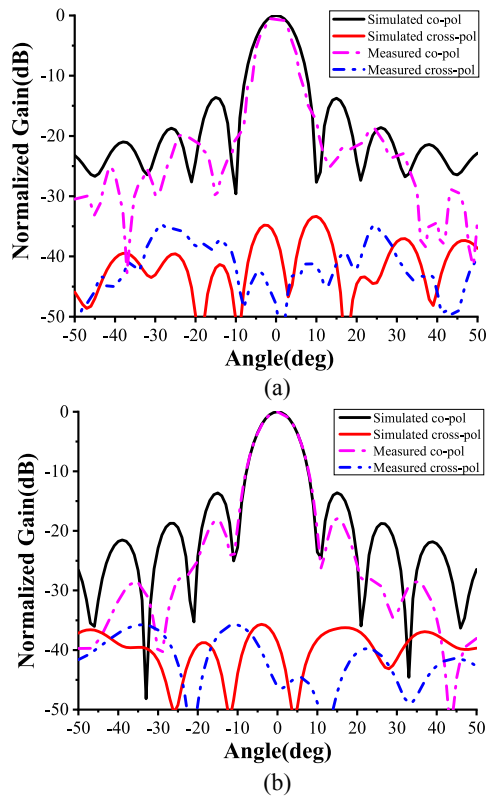 Normalized Gain(dB)
0
-10
-20
-30
-40
-50
Simulated co-pol
Simulated cross-pol
Measured co-pol
Measured cross-pol
-50 -40 -30 -20 -10 0 10 20 30 40 50
Angle(deg)
(a)
Normalized Gain(dB)
0
-10
-20
-30
-40
-50
Simulated co-pol
Simulated cross-pol
Measured co-pol
Measured cross-pol
-50 -40 -30 -20 -10 0 10 20 30 40 50
Angle(deg)
(b)